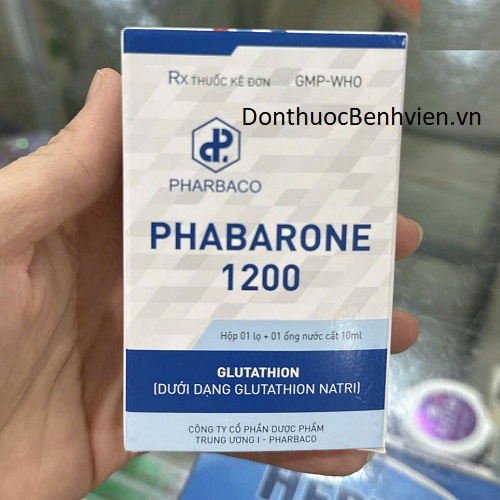 Rx THUỐC KÊ ĐƠN GMP-WHO
DonthuocBenhvien.vn
PHARBACO
PHABARONE
1200
Hộp 01 lọ + 01 ống nước cất 10ml
GLUTATHION
(DƯỚI DẠNG GLUTATHION NATRI)
CÔNG TY CỔ PHẦN DƯỢC PHẨM
TRUNG ƯƠNG I - PHARBACO